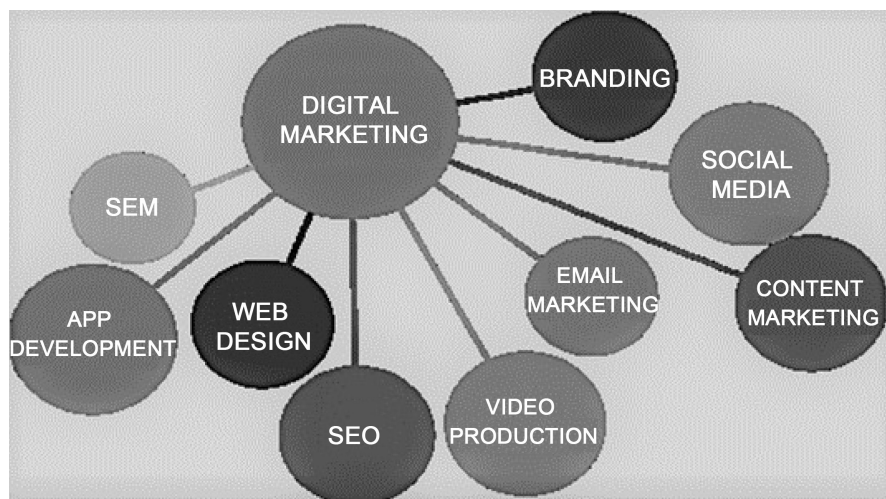 DIGITAL
MARKETING
BRANDING
SOCIAL
MEDIA
SEM
EMAIL
MARKETING
CONTENT
MARKETING
APP
DEVELOPMENT
WEB
DESIGN
SEO
VIDEO
PRODUCTION